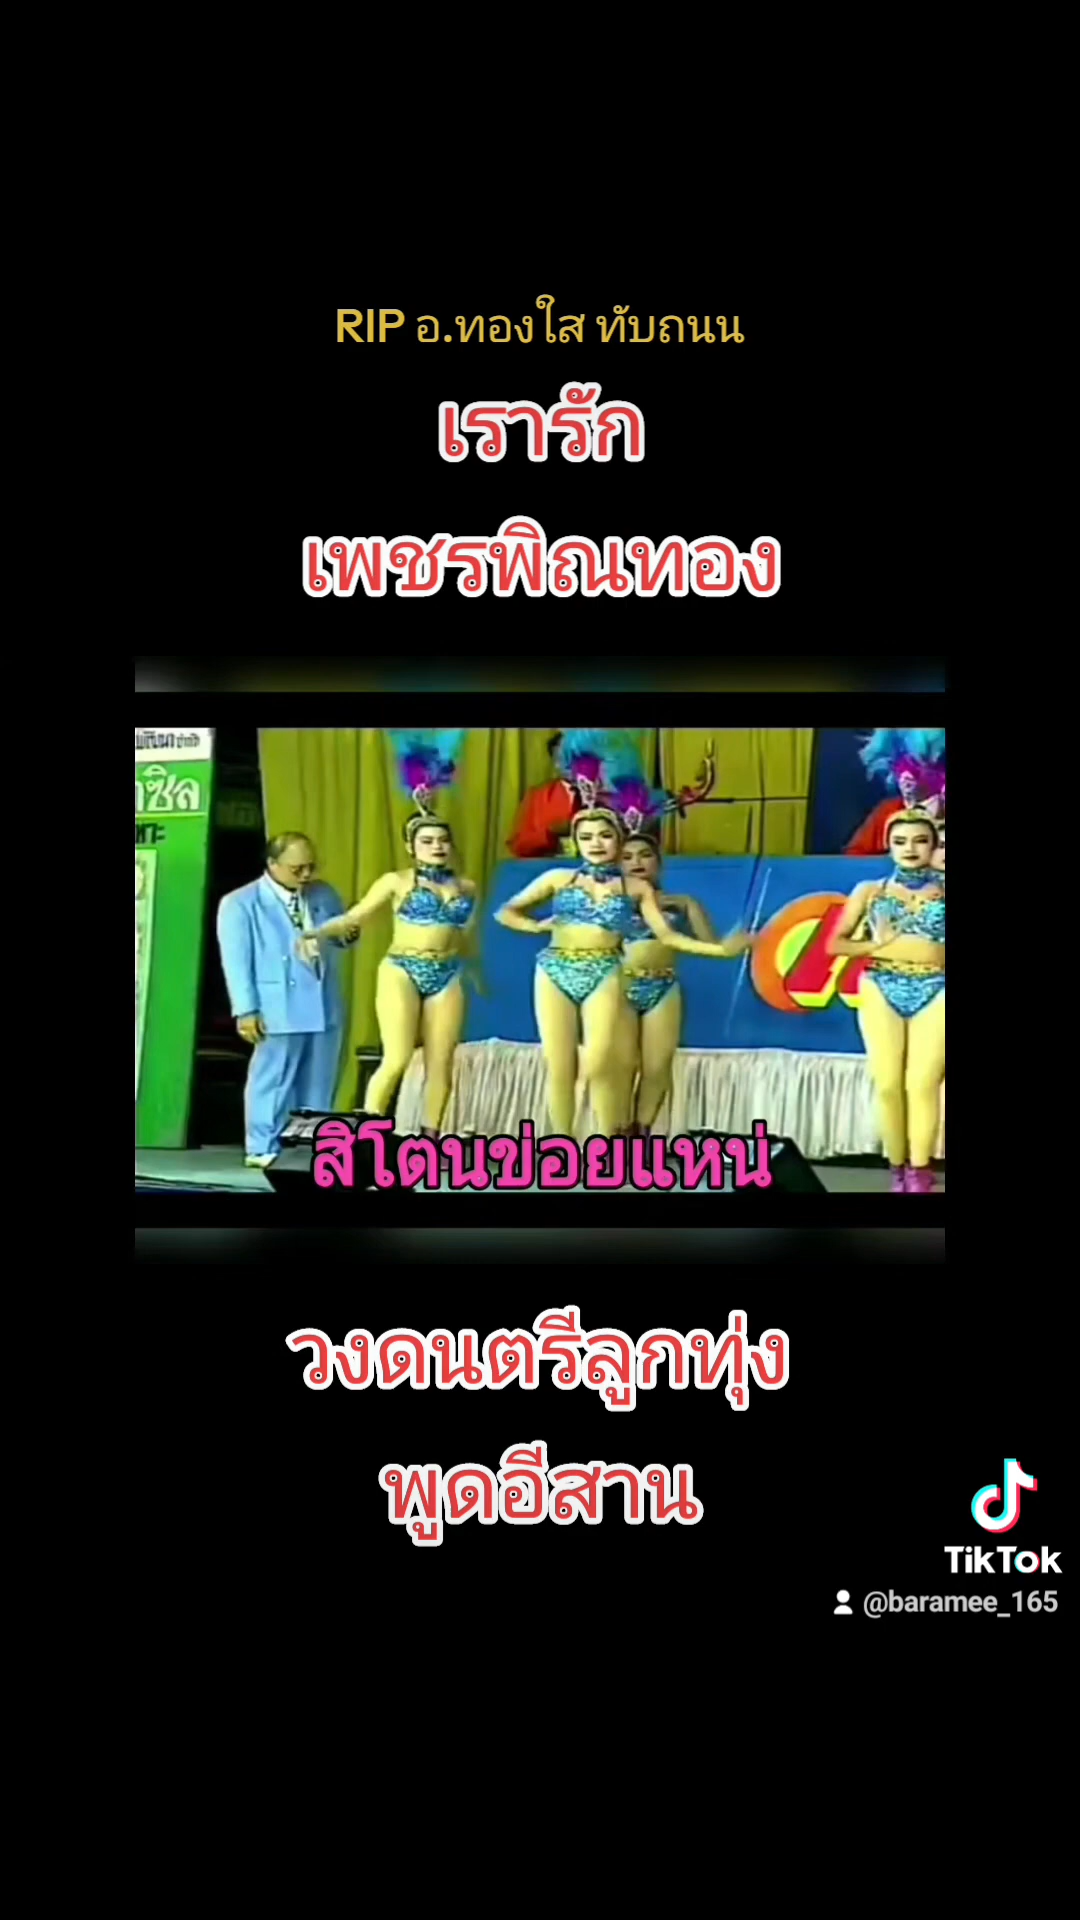 RIP อ.ทองใส ทับถนน
เรารัก
เพชรพิณทอง
ซิล
สิโตนข่อยแหน่
วงดนตรีลูกทุ่ง
พูดอีสาน
TikTok
@baramee_165